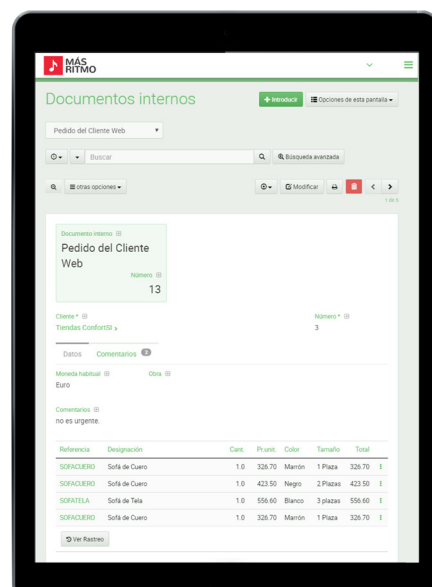 MÁS
RITMO
Documentos internos
Introducir
Opciones de esta pantalla
Pedido del Cliente Web
Buscar
Búsqueda avanzada
otras opciones
Modificar
1 de 5
Documento interno
Pedido del Cliente
Web
Número
13
Cliente * Número *
Tiendas ConfortSI 3
Datos Comentarios 3
Moneda habitual Obra
Euro
Comentarios
no es urgente.
Referencia Designación Cant. Pr.unit. Color Tamaño Total
SOFACUERO Sofá de Cuero 1.0 326.70 Marrón 1 Plaza 326.70
SOFACUERO Sofá de Cuero 1.0 423.50 Negro 2 Plazas 423.50
SOFATELA Sofá de Tela 1.0 556.60 Blanco 3 plazas 556.60
SOFACUERO Sofá de Cuero 1.0 326.70 Marrón 1 Plaza 326.70
Ver Rastreo